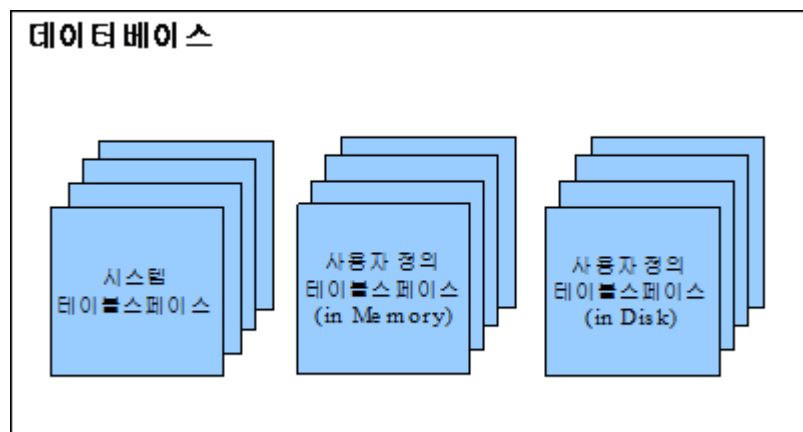 데이터베이스
시스템
테이블스페이스
사용자 정의
테이블스페이스
(in Memory)
사용자 정의
테이블스페이스
(in Disk)